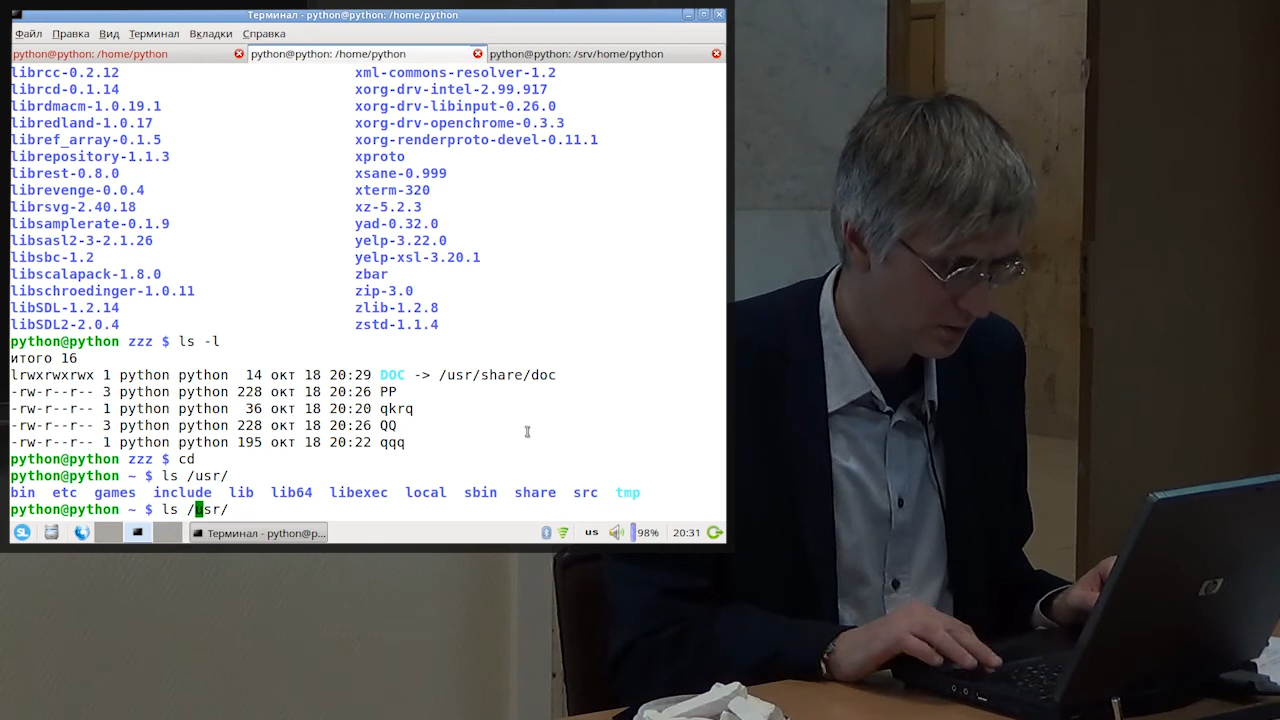 Терминал - python@python: /home/python
Файл Правка Вид Терминал Вкладки Справка
python@python: /home/python python@python: /home/python python@python: /srv/home/python
librcc-0.2.12 xml-commons-resolver-1.2
librcd-0.1.14 xorg-drv-intel-2.99.917
librdmacm-1.0.19.1 xorg-drv-libinput-0.26.0
libredland-1.0.17 xorg-drv-openchrome-0.3.3
libref_array-0.1.5 xorg-renderproto-devel-0.11.1
librepository-1.1.3 xproto
librest-0.8.0 xsane-0.999
librevenge-0.0.4 xterm-320
librsvg-2.40.18 xz-5.2.3
libsamplerate-0.1.9 yad-0.32.0
libsasl2-3-2.1.26 yelp-3.22.0
libsbc-1.2 yelp-xsl-3.20.1
libscalapack-1.8.0 zbar
libschroedinger-1.0.11 zip-3.0
libSDL-1.2.14 zlib-1.2.8
libSDL2-2.0.4 zstd-1.1.4
python@python zzz $ ls -l
итого 16
lrwxrwxrwx 1 python python 14 окт 18 20:29 DOC -> /usr/share/doc
-rw-r--r-- 3 python python 228 окт 18 20:26 PP
-rw-r--r-- 1 python python 36 окт 18 20:20 qkrq
-rw-r--r-- 3 python python 228 окт 18 20:26 QQ
-rw-r--r-- 1 python python 195 окт 18 20:22 qqq
python@python zzz $ cd
python@python ~ $ ls /usr/
bin etc games include lib lib64 libexec local sbin share src tmp
python@python ~ $ ls /usr/
Терминал - python@p... us 98% 20:31
hp